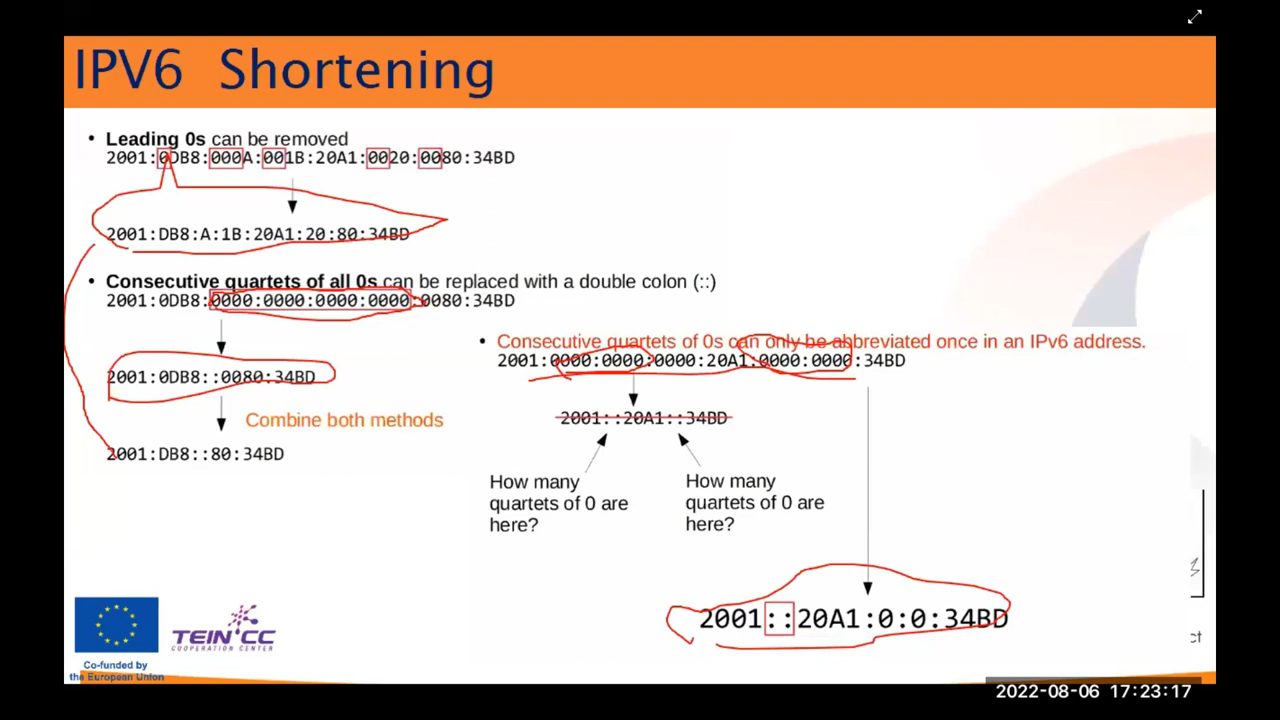 IPV6 Shortening
• Leading 0s can be removed
2001:0DB8:000A:001B:20A1:0020:0080:34BD
2001:DB8:A:1B:20A1:20:80:34BD
• Consecutive quartets of all 0s can be replaced with a double colon (::)
2001:0DB8:0000:0000:0000:0000:0080:34BD
2001:0DB8::0080:34BD
Combine both methods
2001:DB8::80:34BD
• Consecutive quartets of 0s can only be abbreviated once in an IPv6 address.
2001:0000:0000:0000:20A1:0000:0000:34BD
2001::20A1::34BD
How many
quartets of 0 are
here?
How many
quartets of 0 are
here?
2001::20A1:0:0:34BD
TEIN*CC
COOPERATION CENTER
Co-funded by
the European Union
ct
2022-08-06 17:23:17